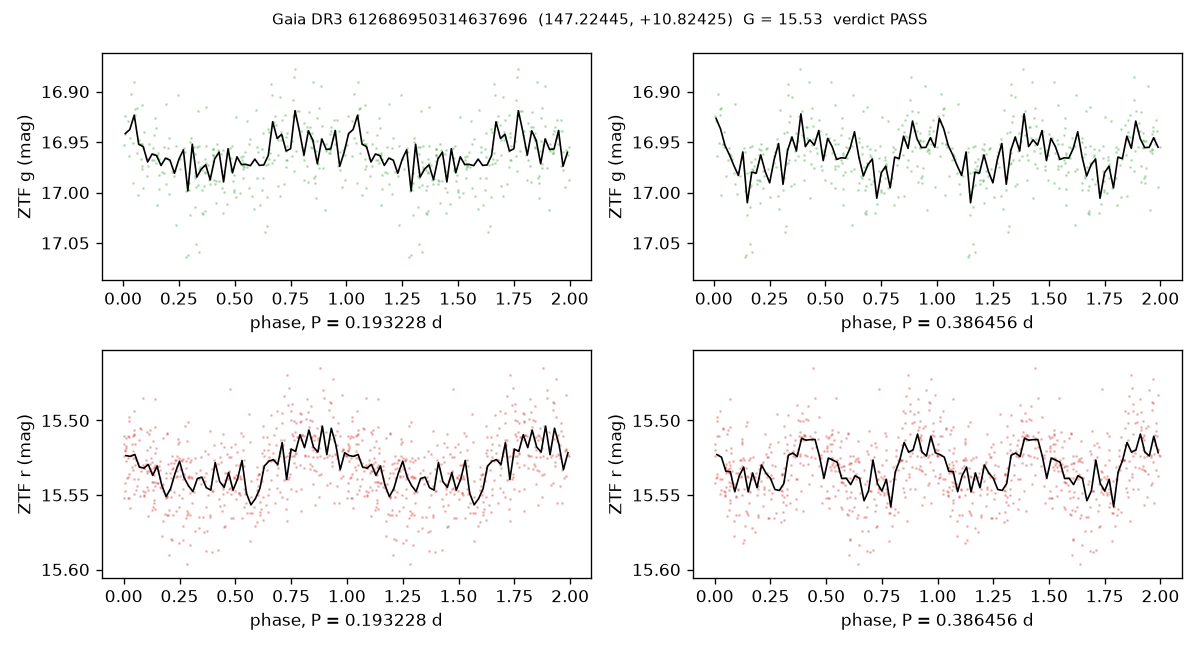 Gaia DR3 612686950314637696 (147.22445, +10.82425) G = 15.53 verdict PASS
ZTF g (mag)
16.90
16.95
17.00
17.05
0.00 0.25 0.50 0.75 1.00 1.25 1.50 1.75 2.00
phase, P = 0.193228 d
ZTF g (mag)
16.90
16.95
17.00
17.05
0.00 0.25 0.50 0.75 1.00 1.25 1.50 1.75 2.00
phase, P = 0.386456 d
ZTF r (mag)
15.50
15.55
15.60
0.00 0.25 0.50 0.75 1.00 1.25 1.50 1.75 2.00
phase, P = 0.193228 d
ZTF r (mag)
15.50
15.55
15.60
0.00 0.25 0.50 0.75 1.00 1.25 1.50 1.75 2.00
phase, P = 0.386456 d